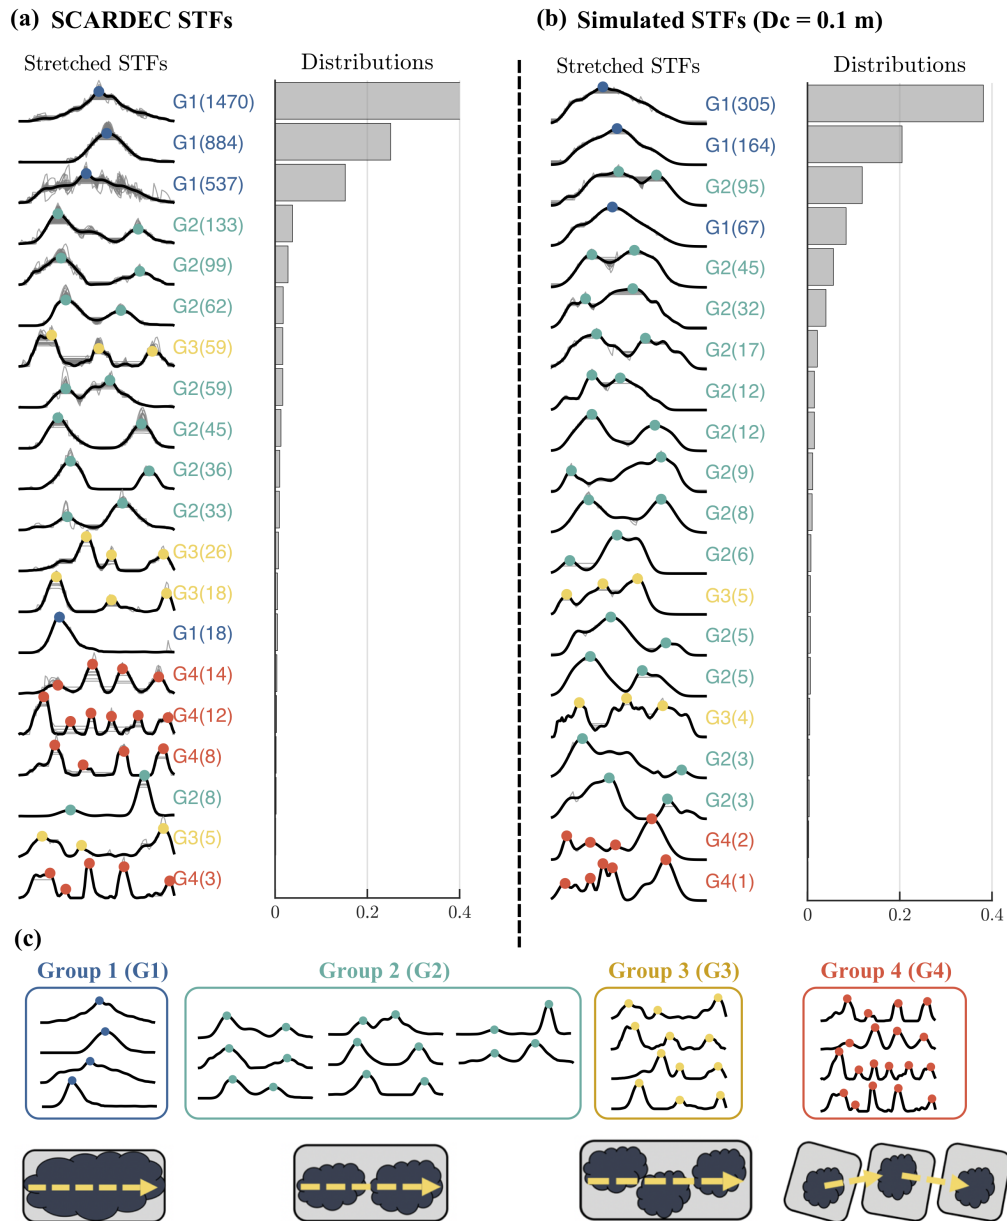 (a) SCARDEC STFs
Stretched STFs
Distributions
G1(1470)
G1(884)
G1(537)
G2(133)
G2(99)
G2(62)
G3(59)
G2(59)
G2(45)
G2(36)
G2(33)
G3(26)
G3(18)
G1(18)
G4(14)
G4(12)
G4(8)
G2(8)
G3(5)
G4(3)
0 0.2 0.4
(b) Simulated STFs (Dc = 0.1 m)
Stretched STFs
Distributions
G1(305)
G1(164)
G2(95)
G1(67)
G2(45)
G2(32)
G2(17)
G2(12)
G2(12)
G2(9)
G2(8)
G2(6)
G3(5)
G2(5)
G2(5)
G3(4)
G2(3)
G2(3)
G4(2)
G4(1)
0 0.2 0.4
(c)
Group 1 (G1)
Group 2 (G2)
Group 3 (G3)
Group 4 (G4)